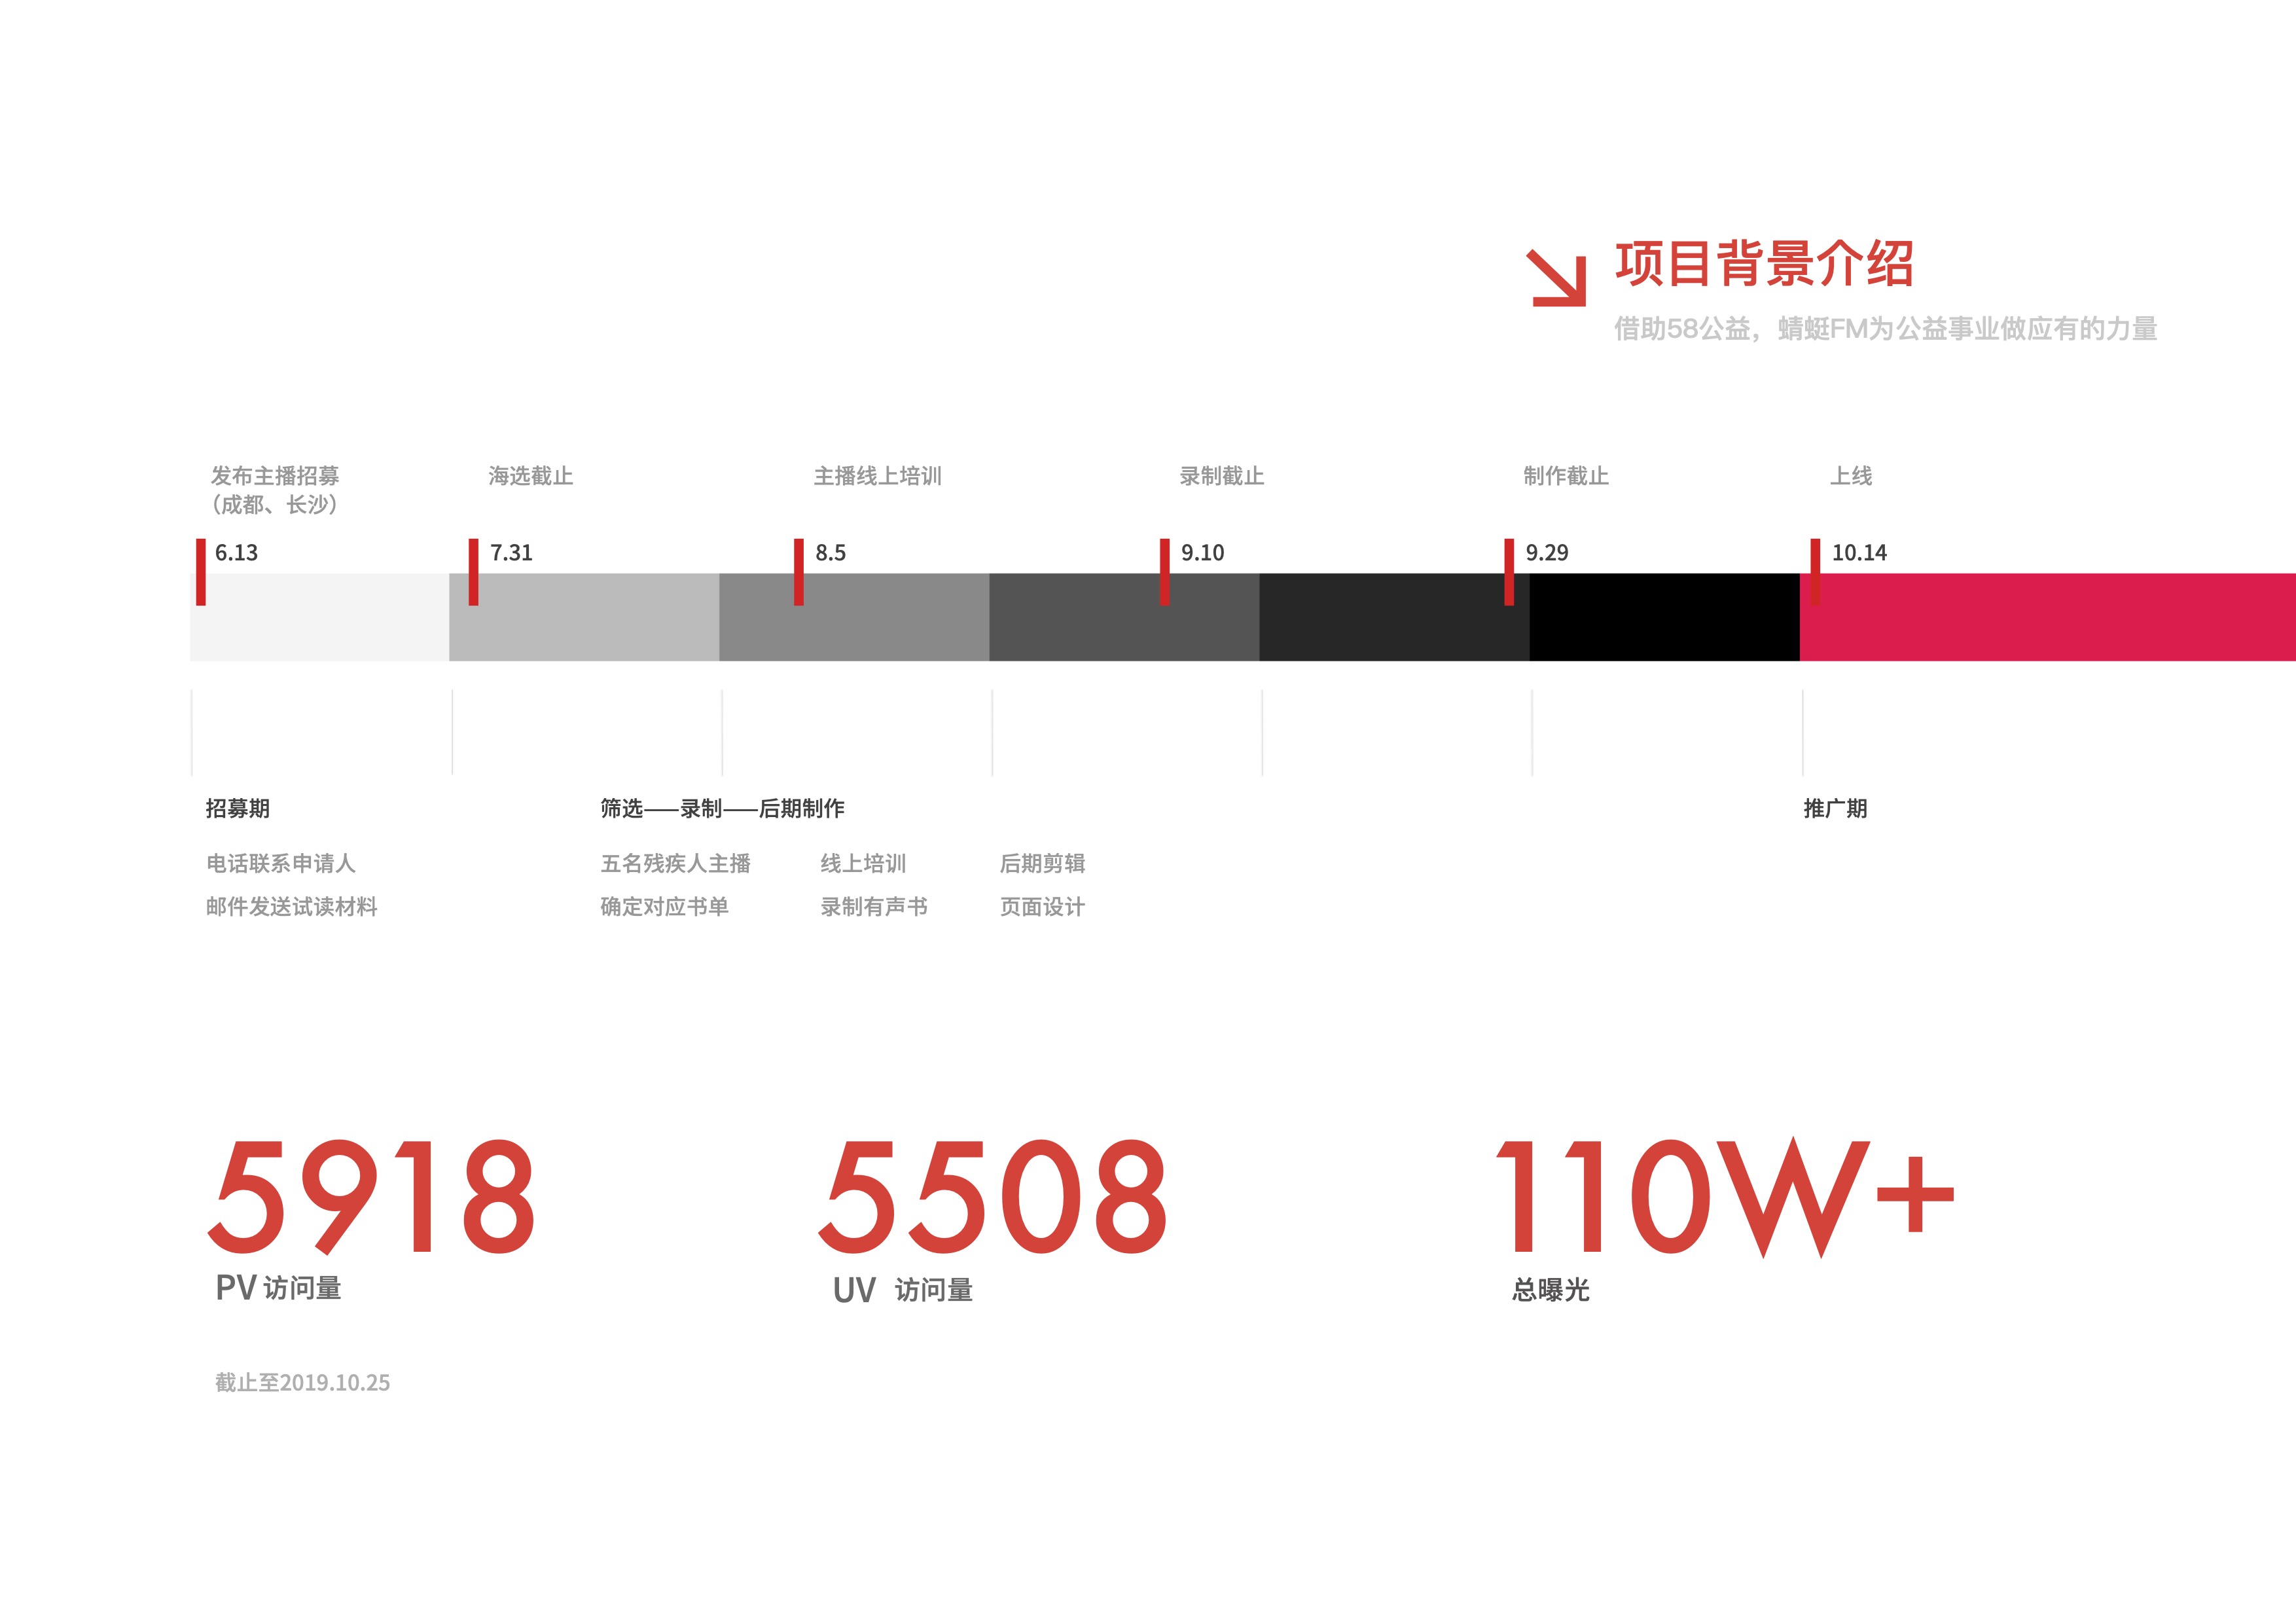 项目背景介绍
借助58公益，蜻蜓FM为公益事业做应有的力量
发布主播招募
（成都、长沙）
海选截止
主播线上培训
录制截止
制作截止
上线
6.13
7.31
8.5
9.10
9.29
10.14
招募期
筛选——录制——后期制作
推广期
电话联系申请人
五名残疾人主播
线上培训
后期剪辑
邮件发送试读材料
确定对应书单
录制有声书
页面设计
5918
5508
110W+
PV 访问量
UV 访问量
总曝光
截止至2019.10.25